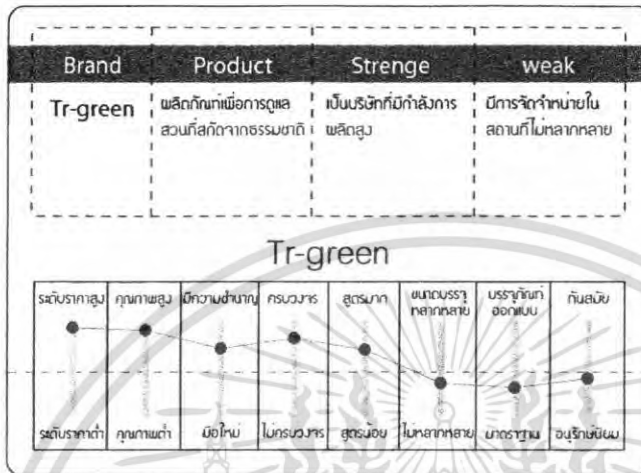 Brand Product Strenge weak
Tr-green ผลิตภัณฑ์เพื่อการดูแล เป็นบริษัทที่มีกำลังการ มีการจัดจำหน่ายใน
สวนที่สกัดจากธรรมชาติ ผลิตสูง สถานที่ไม่หลากหลาย
Tr-green
ระดับราคาสูง คุณภาพสูง มีความชำนาญ ครบวงจร สูตรมาก ขนาดบรรจุ บรรจุภัณฑ์ ทันสมัย
หลากหลาย ออกแบบ
ระดับราคาต่ำ คุณภาพต่ำ มือใหม่ ไม่ครบวงจร สูตรน้อย ไม่หลากหลาย มาตราฐาน อนุรักษ์นิยม